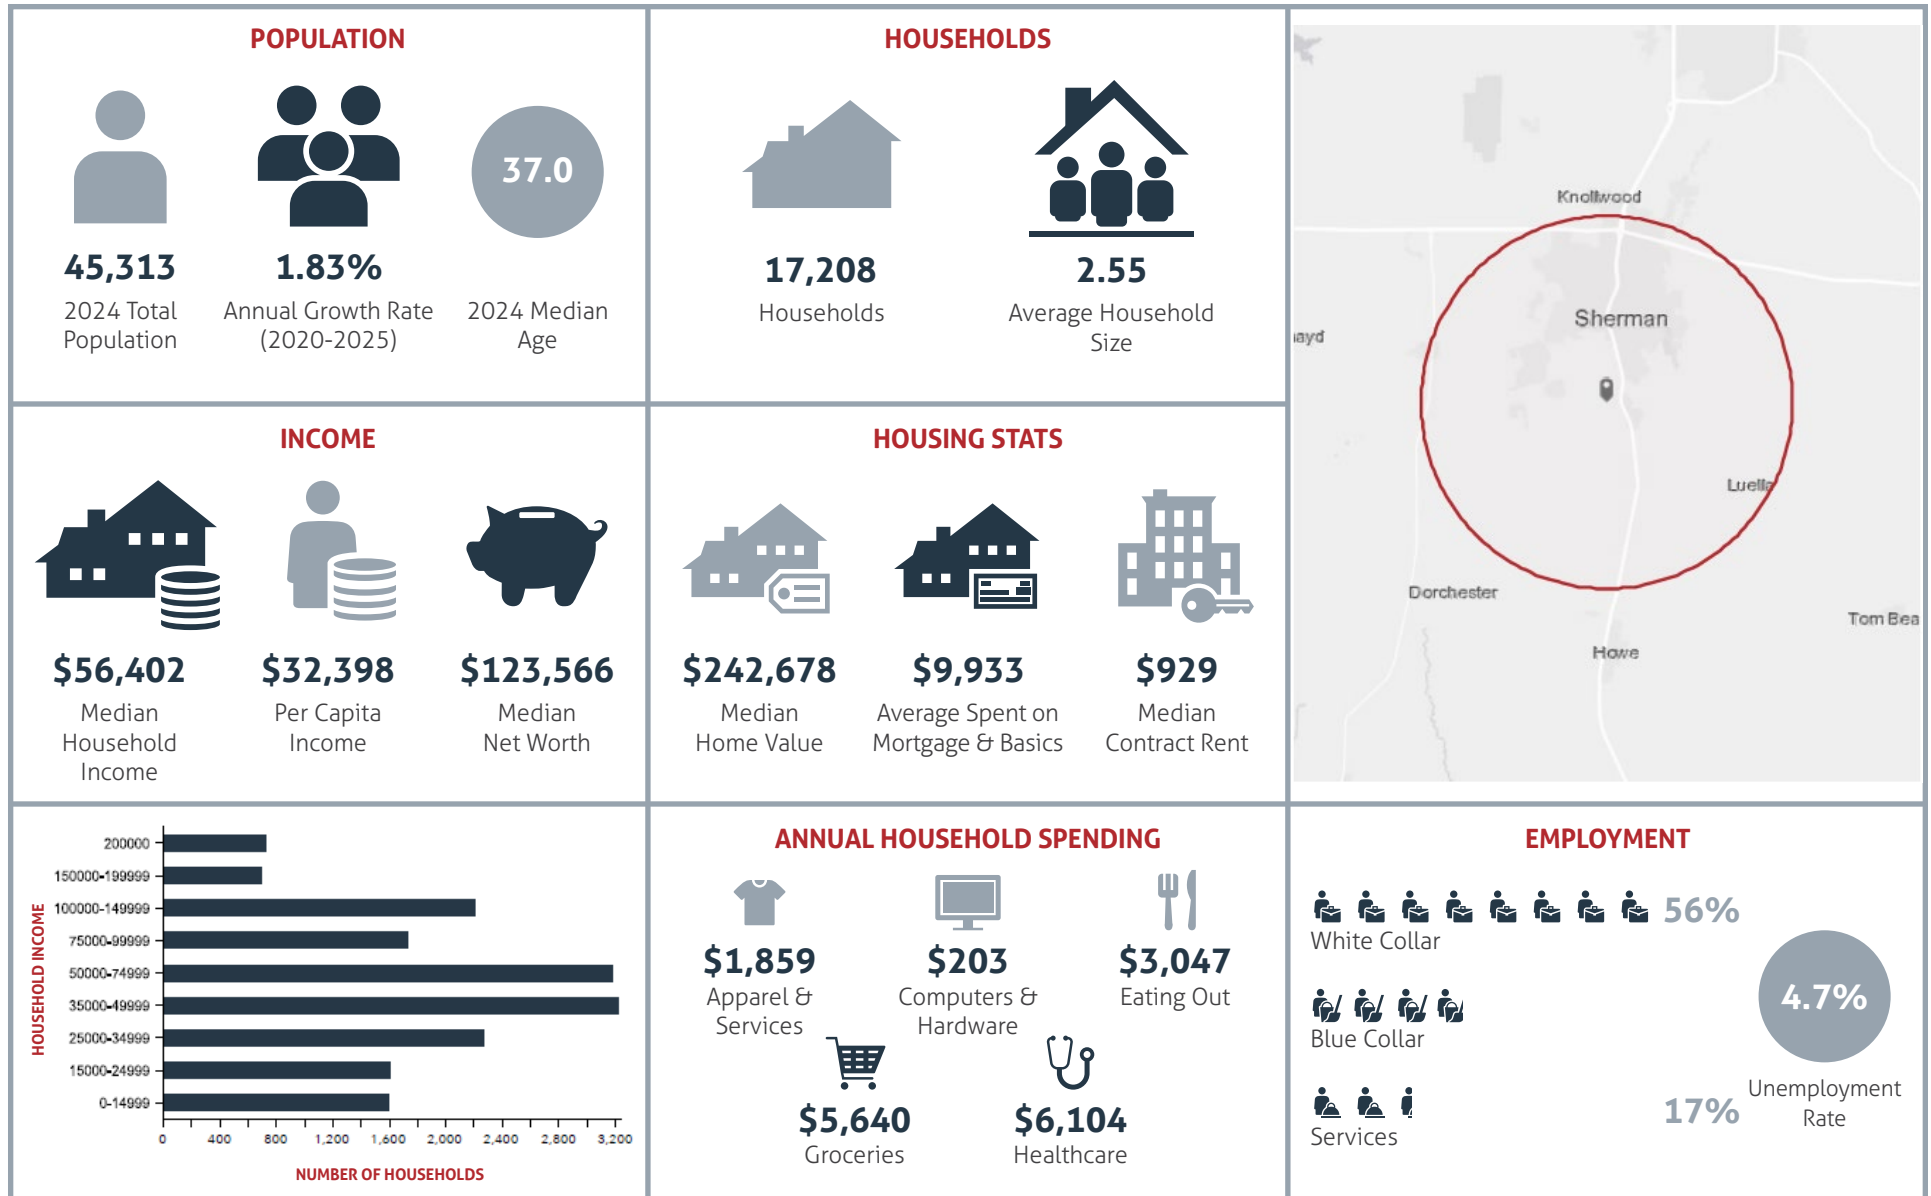 POPULATION
37.0
45,313
1.83%
2024 Total
Population
Annual Growth Rate
(2020-2025)
2024 Median
Age
HOUSEHOLDS
17,208
Households
2.55
Average Household
Size
Knollwood
Sherman
ayd
Luella
Dorchester
Tom Bea
Howe
INCOME
$56,402
Median
Household
Income
$32,398
Per Capita
Income
$123,566
Median
Net Worth
HOUSING STATS
$242,678
Median
Home Value
$9,933
Average Spent on
Mortgage & Basics
$929
Median
Contract Rent
HOUSEHOLD INCOME
200000
150000-199999
100000-149999
75000-99999
50000-74999
35000-49999
25000-34999
15000-24999
0-14999
0 400 800 1,200 1,600 2,000 2,400 2,800 3,200
NUMBER OF HOUSEHOLDS
ANNUAL HOUSEHOLD SPENDING
$1,859
Apparel &
Services
$203
Computers &
Hardware
$3,047
Eating Out
$5,640
Groceries
$6,104
Healthcare
EMPLOYMENT
56%
White Collar
Blue Collar
17%
Services
4.7%
Unemployment
Rate